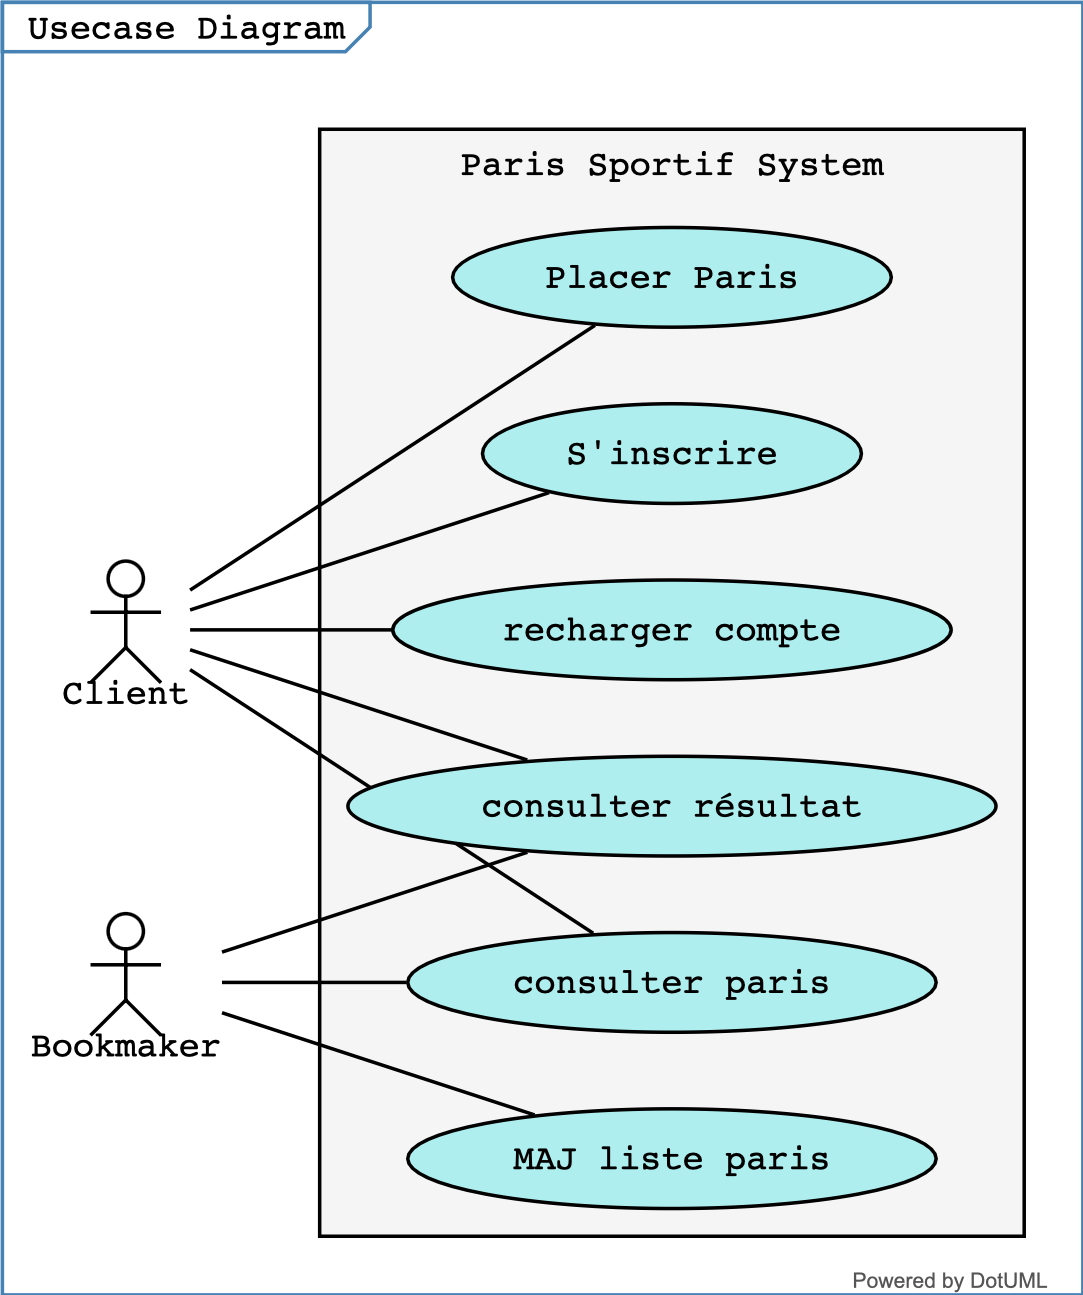 Usecase Diagram
Paris Sportif System
Placer Paris
S'inscrire
recharger compte
Client
consulter résultat
consulter paris
Bookmaker
MAJ liste paris
Powered by DotUML